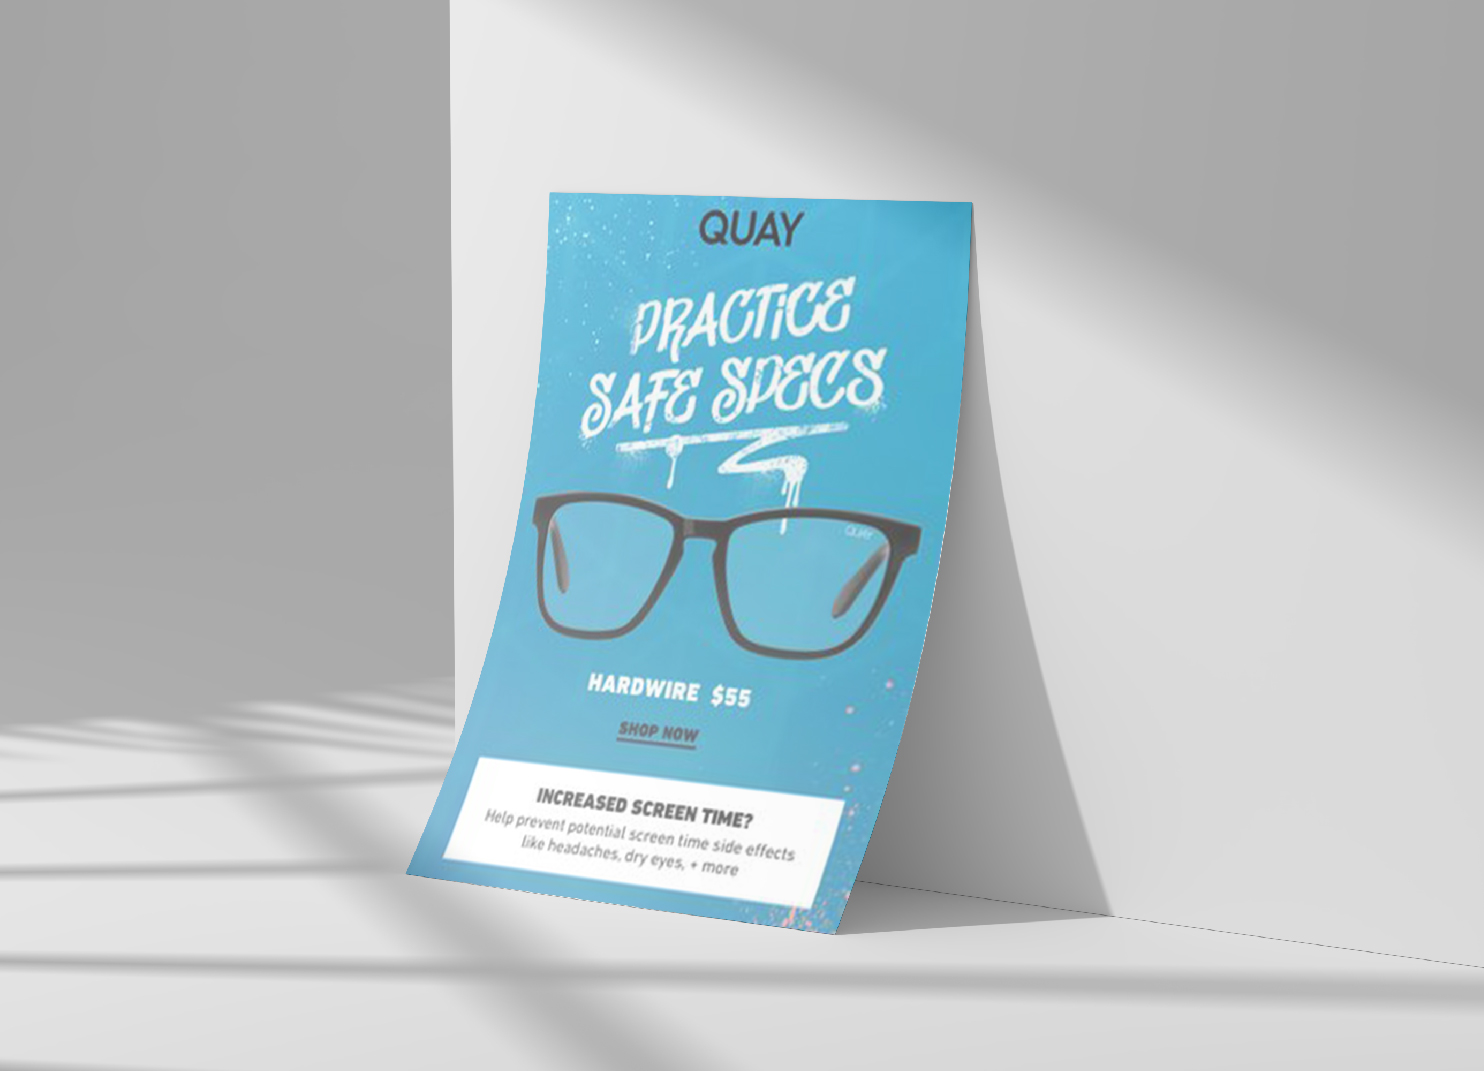 QUAY
PRACTICE
SAFE SPECS
QUAY
HARDWIRE $55
SHOP NOW
INCREASED SCREEN TIME?
Help prevent potential screen time side effects
like headaches, dry eyes, + more